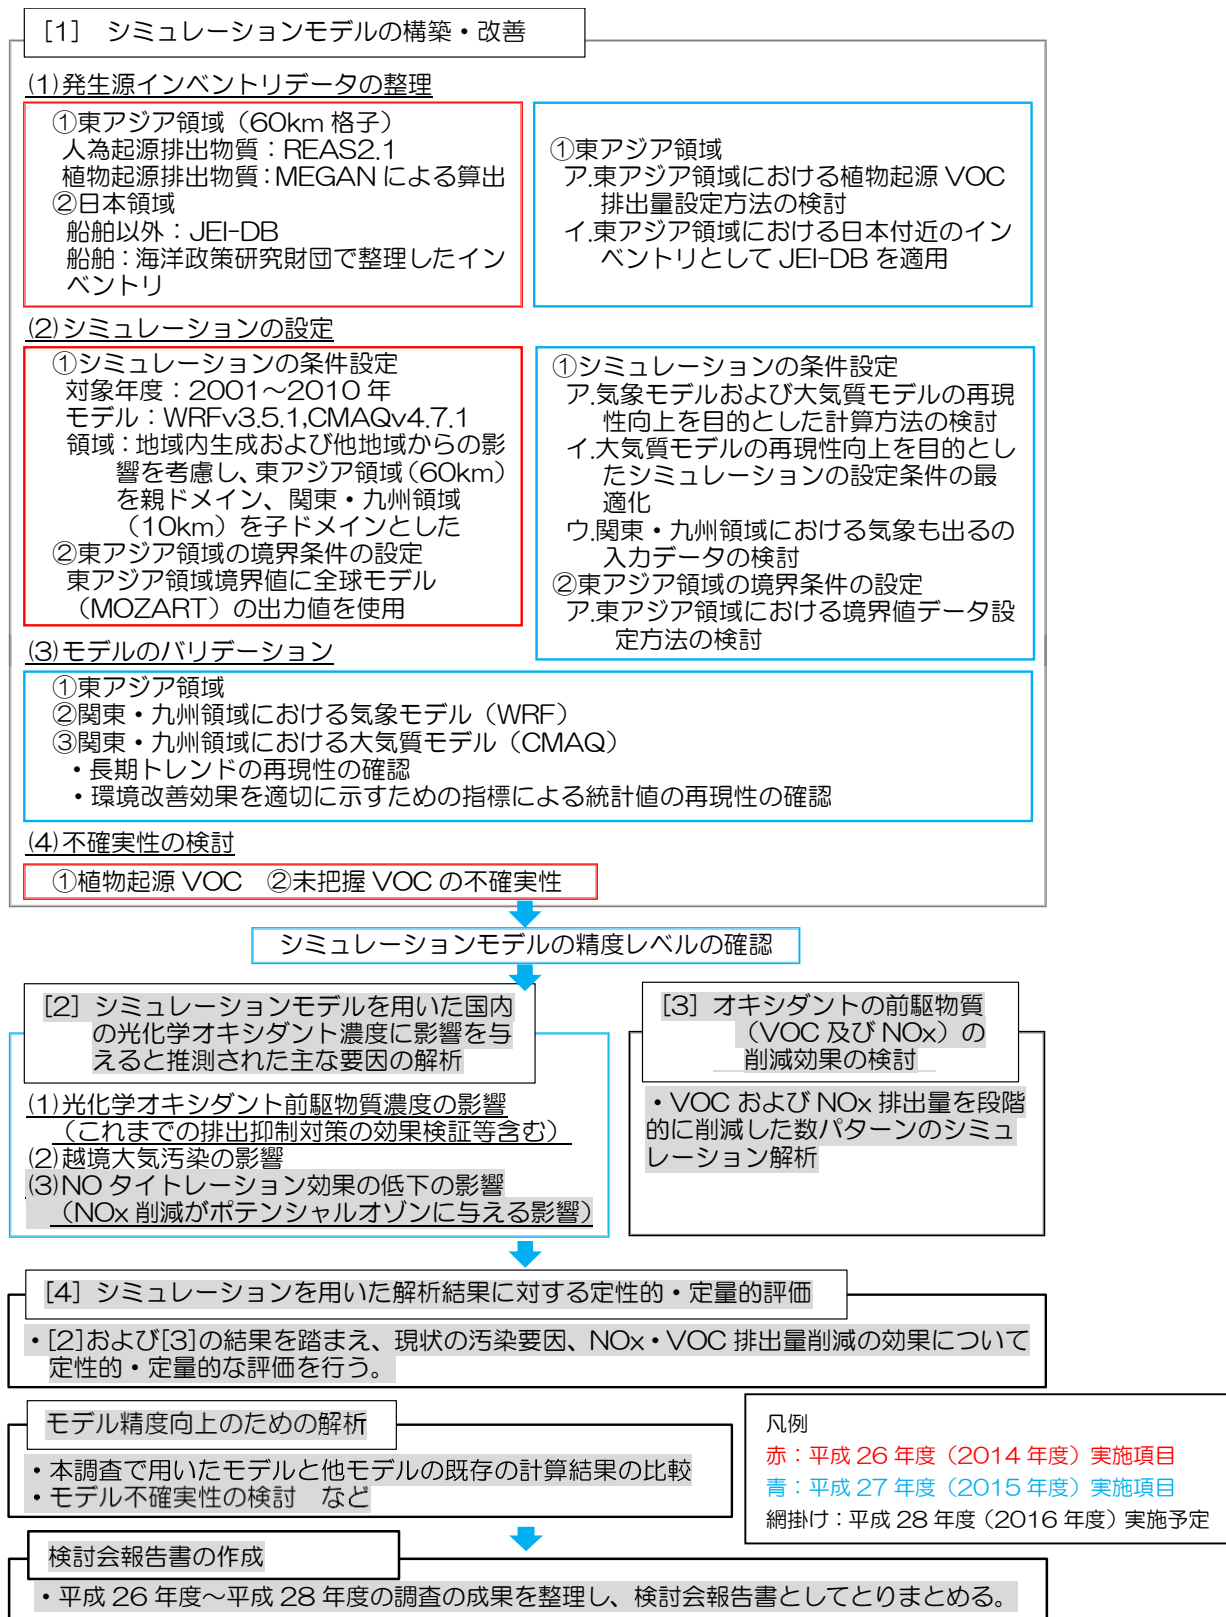 [1] シミュレーションモデルの構築・改善
(1)発生源インベントリデータの整理
①東アジア領域（60km 格子）
人為起源排出物質：REAS2.1
植物起源排出物質：MEGAN による算出
②日本領域
船舶以外：JEI-DB
船舶：海洋政策研究財団で整理したイン
ベントリ
①東アジア領域
ア.東アジア領域における植物起源 VOC
排出量設定方法の検討
イ.東アジア領域における日本付近のイン
ベントリとして JEI-DB を適用
(2)シミュレーションの設定
①シミュレーションの条件設定
対象年度：2001～2010 年
モデル：WRFv3.5.1,CMAQv4.7.1
領域：地域内生成および他地域からの影
響を考慮し、東アジア領域（60km）
を親ドメイン、関東・九州領域
（10km）を子ドメインとした
②東アジア領域の境界条件の設定
東アジア領域境界値に全球モデル
（MOZART）の出力値を使用
①シミュレーションの条件設定
ア.気象モデルおよび大気質モデルの再現
性向上を目的とした計算方法の検討
イ.大気質モデルの再現性向上を目的とし
たシミュレーションの設定条件の最
適化
ウ.関東・九州領域における気象も出るの
入力データの検討
②東アジア領域の境界条件の設定
ア.東アジア領域における境界値データ設
定方法の検討
(3)モデルのバリデーション
①東アジア領域
②関東・九州領域における気象モデル（WRF）
③関東・九州領域における大気質モデル（CMAQ）
・長期トレンドの再現性の確認
・環境改善効果を適切に示すための指標による統計値の再現性の確認
(4)不確実性の検討
①植物起源 VOC ②未把握 VOC の不確実性
シミュレーションモデルの精度レベルの確認
[2] シミュレーションモデルを用いた国内
の光化学オキシダント濃度に影響を与
えると推測された主な要因の解析
(1)光化学オキシダント前駆物質濃度の影響
（これまでの排出抑制対策の効果検証等含む）
(2)越境大気汚染の影響
(3)NO タイトレーション効果の低下の影響
（NOx 削減がポテンシャルオゾンに与える影響）
[3] オキシダントの前駆物質
（VOC 及び NOx）の
削減効果の検討
・VOC および NOx 排出量を段階
的に削減した数パターンのシミュ
レーション解析
[4] シミュレーションを用いた解析結果に対する定性的・定量的評価
・[2]および[3]の結果を踏まえ、現状の汚染要因、NOx・VOC 排出量削減の効果について
定性的・定量的な評価を行う。
モデル精度向上のための解析
・本調査で用いたモデルと他モデルの既存の計算結果の比較
・モデル不確実性の検討 など
凡例
赤：平成 26 年度（2014 年度）実施項目
青：平成 27 年度（2015 年度）実施項目
網掛け：平成 28 年度（2016 年度）実施予定
検討会報告書の作成
・平成 26 年度～平成 28 年度の調査の成果を整理し、検討会報告書としてとりまとめる。